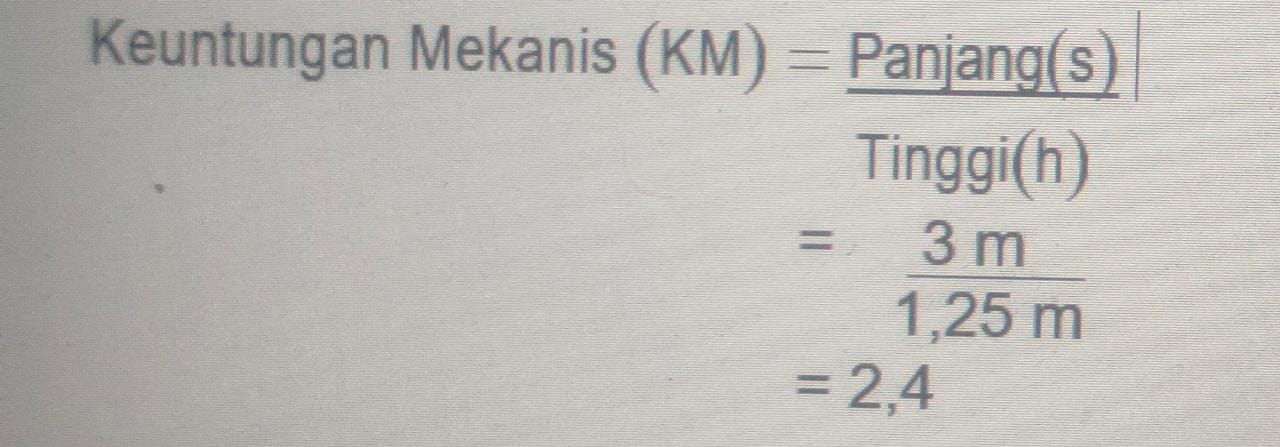 Keuntungan Mekanis (KM) = Panjang(s)
Tinggi(h)
= 3 m
1,25 m
= 2,4